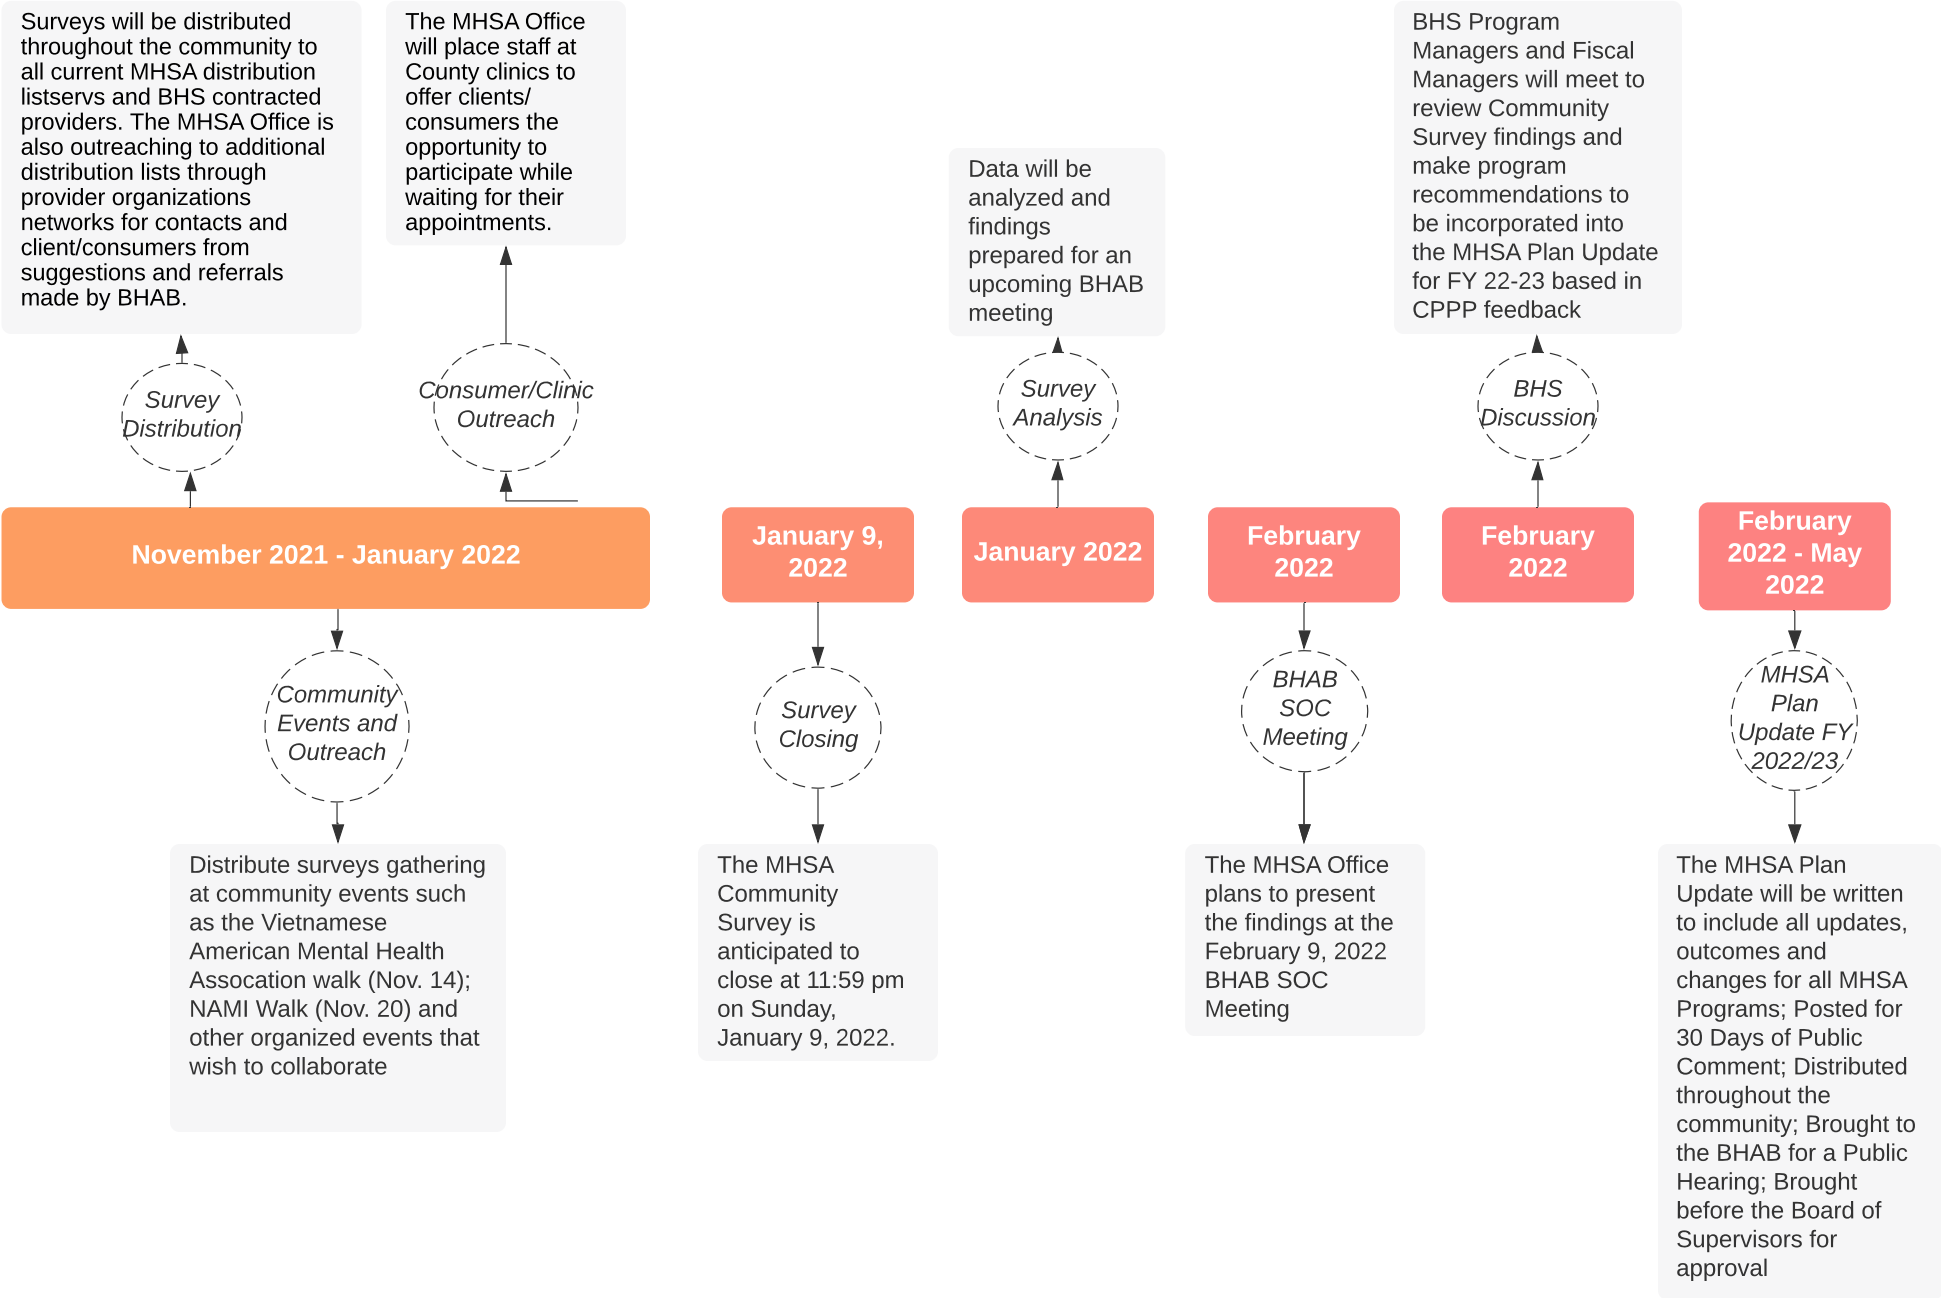 Surveys will be distributed
throughout the community to
all current MHSA distribution
listservs and BHS contracted
providers. The MHSA Office is
also outreaching to additional
distribution lists through
provider organizations
networks for contacts and
client/consumers from
suggestions and referrals
made by BHAB.
The MHSA Office
will place staff at
County clinics to
offer clients/
consumers the
opportunity to
participate while
waiting for their
appointments.
Data will be
analyzed and
findings
prepared for an
upcoming BHAB
meeting
BHS Program
Managers and Fiscal
Managers will meet to
review Community
Survey findings and
make program
recommendations to
be incorporated into
the MHSA Plan Update
for FY 22-23 based in
CPPP feedback
Survey
Distribution
Consumer/Clinic
Outreach
Survey
Analysis
BHS
Discussion
November 2021 - January 2022
January 9,
2022
January 2022
February
2022
February
2022
February
2022 - May
2022
Community
Events and
Outreach
Survey
Closing
BHAB
SOC
Meeting
MHSA
Plan
Update FY
2022/23
Distribute surveys gathering
at community events such
as the Vietnamese
American Mental Health
Assocation walk (Nov. 14);
NAMI Walk (Nov. 20) and
other organized events that
wish to collaborate
The MHSA
Community
Survey is
anticipated to
close at 11:59 pm
on Sunday,
January 9, 2022.
The MHSA Office
plans to present
the findings at the
February 9, 2022
BHAB SOC
Meeting
The MHSA Plan
Update will be written
to include all updates,
outcomes and
changes for all MHSA
Programs; Posted for
30 Days of Public
Comment; Distributed
throughout the
community; Brought to
the BHAB for a Public
Hearing; Brought
before the Board of
Supervisors for
approval